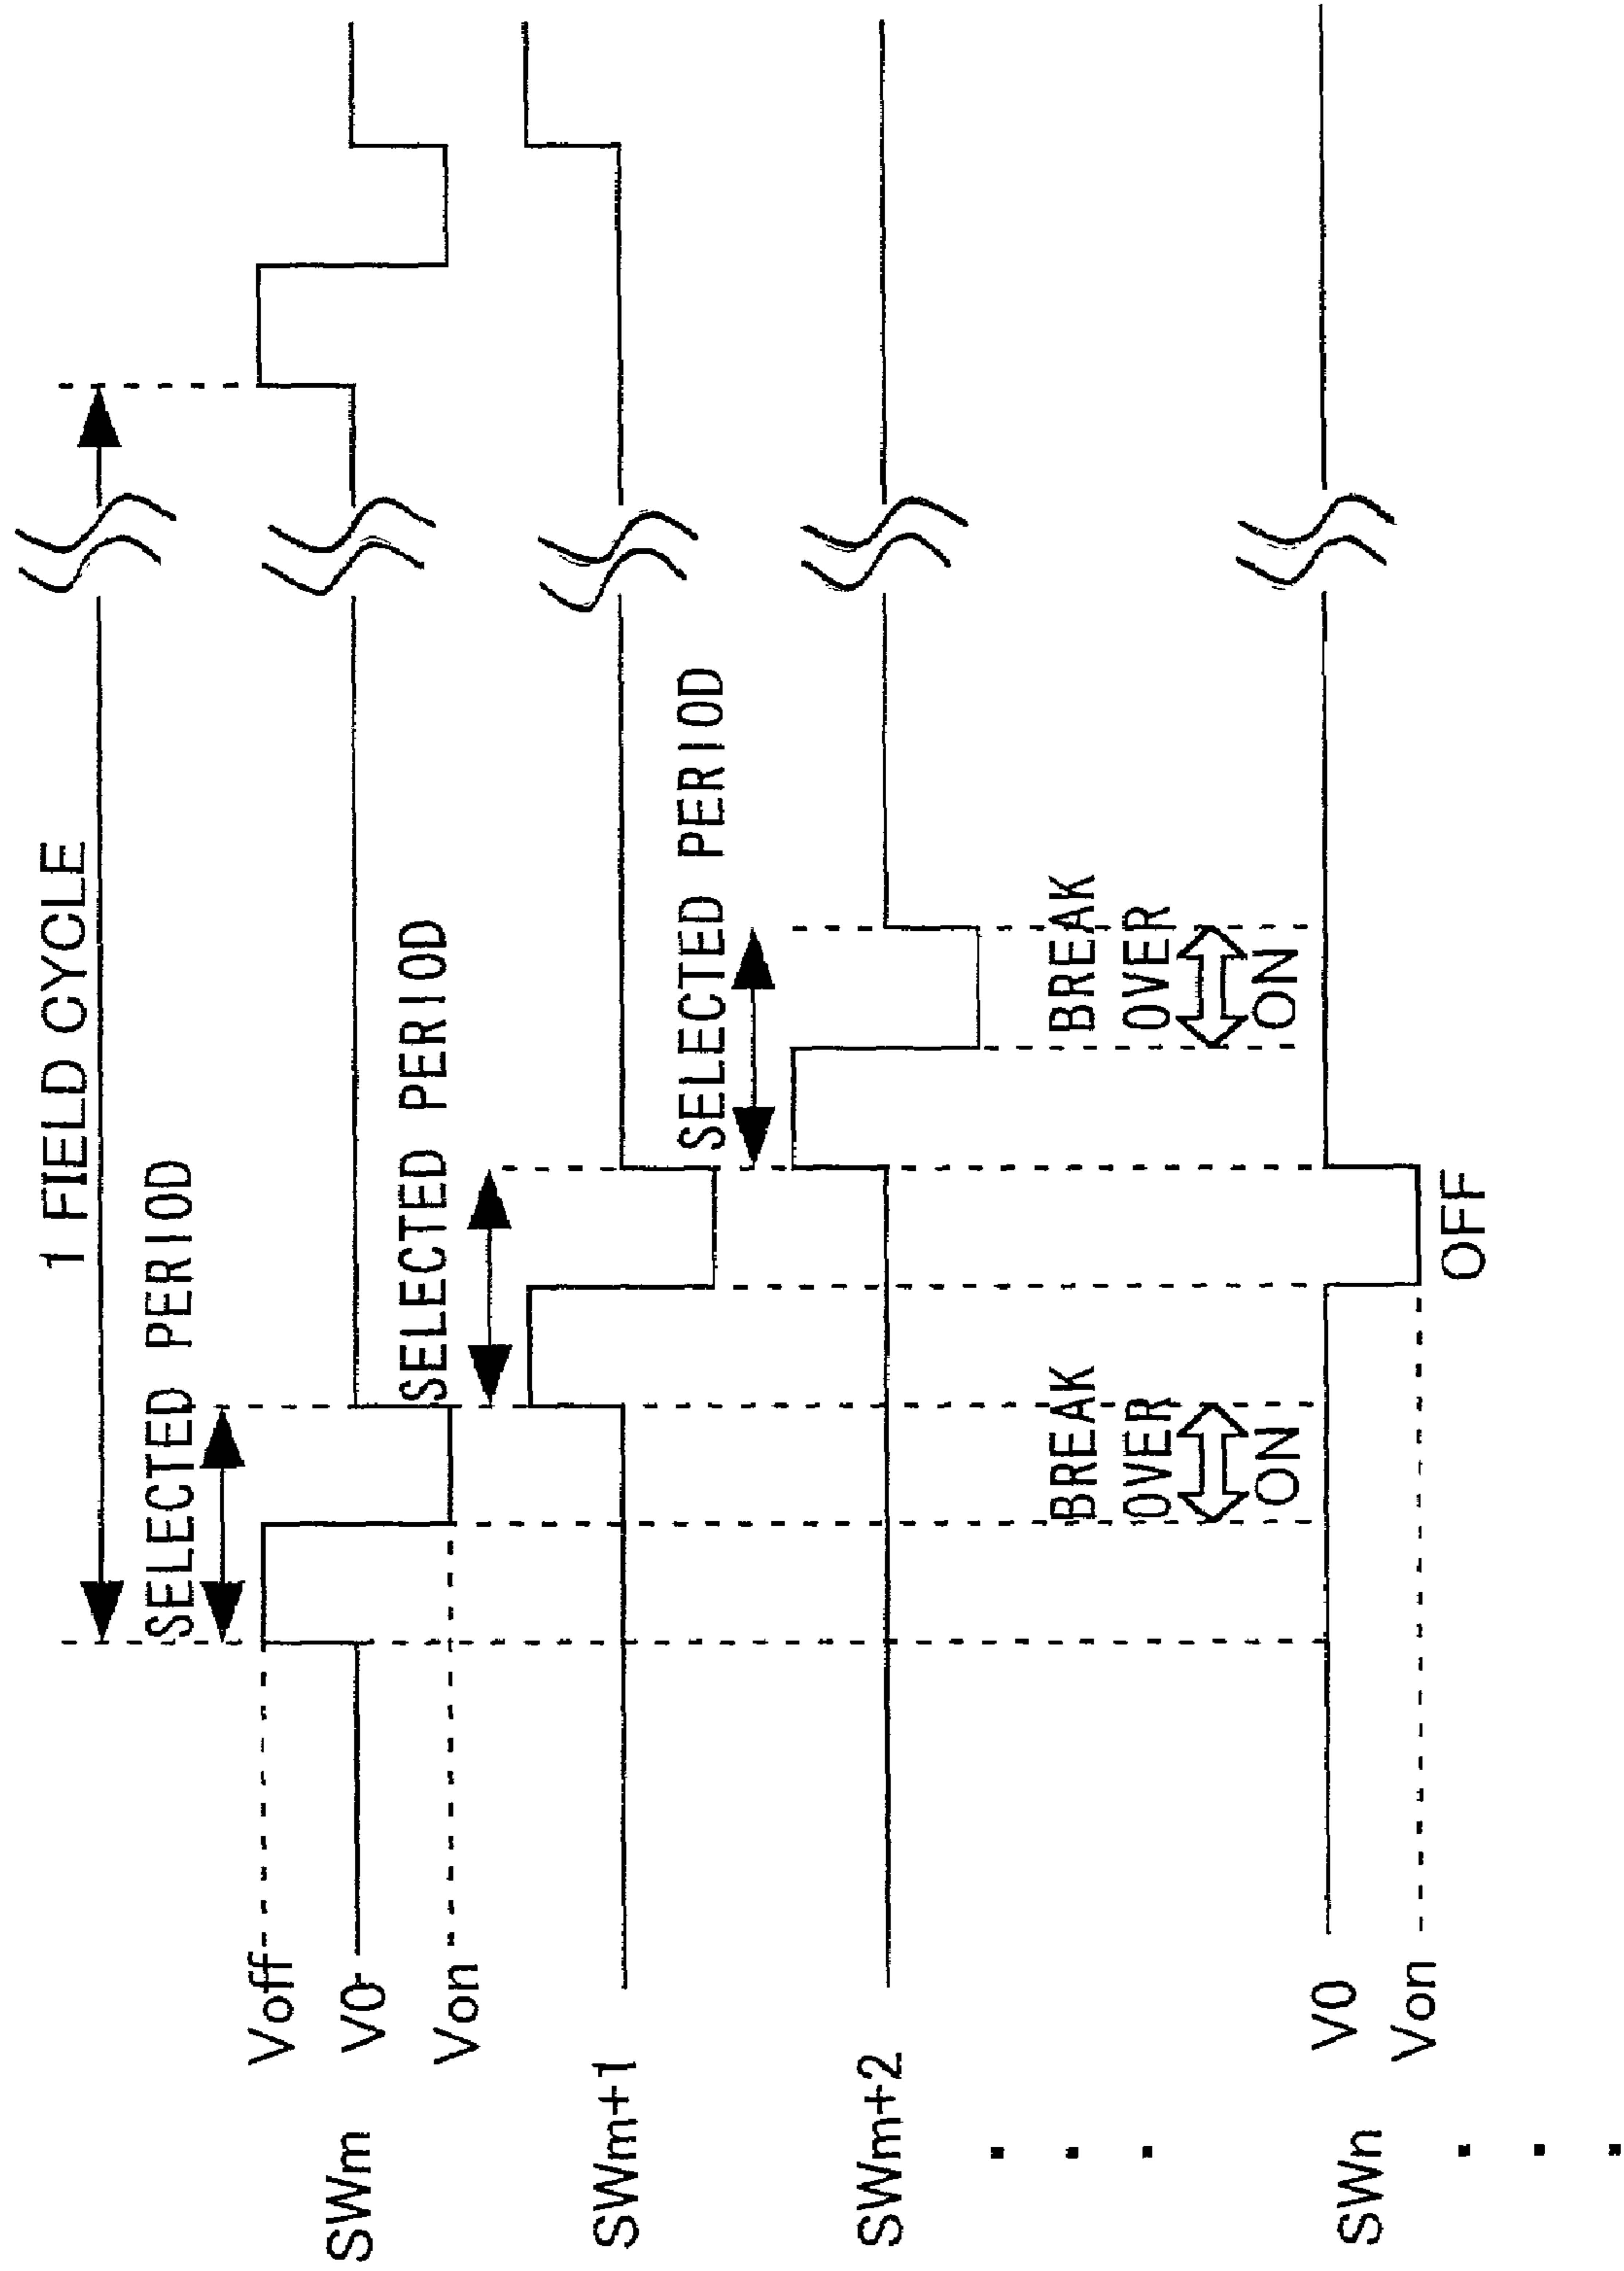 1 FIELD CYCLE
SELECTED PERIOD
Voff
SWm V0
Von
SELECTED PERIOD
SWm+1
SELECTED PERIOD
SWm+2
BREAK
OVER
ON
BREAK
OVER
ON
SWn V0
Von
OFF